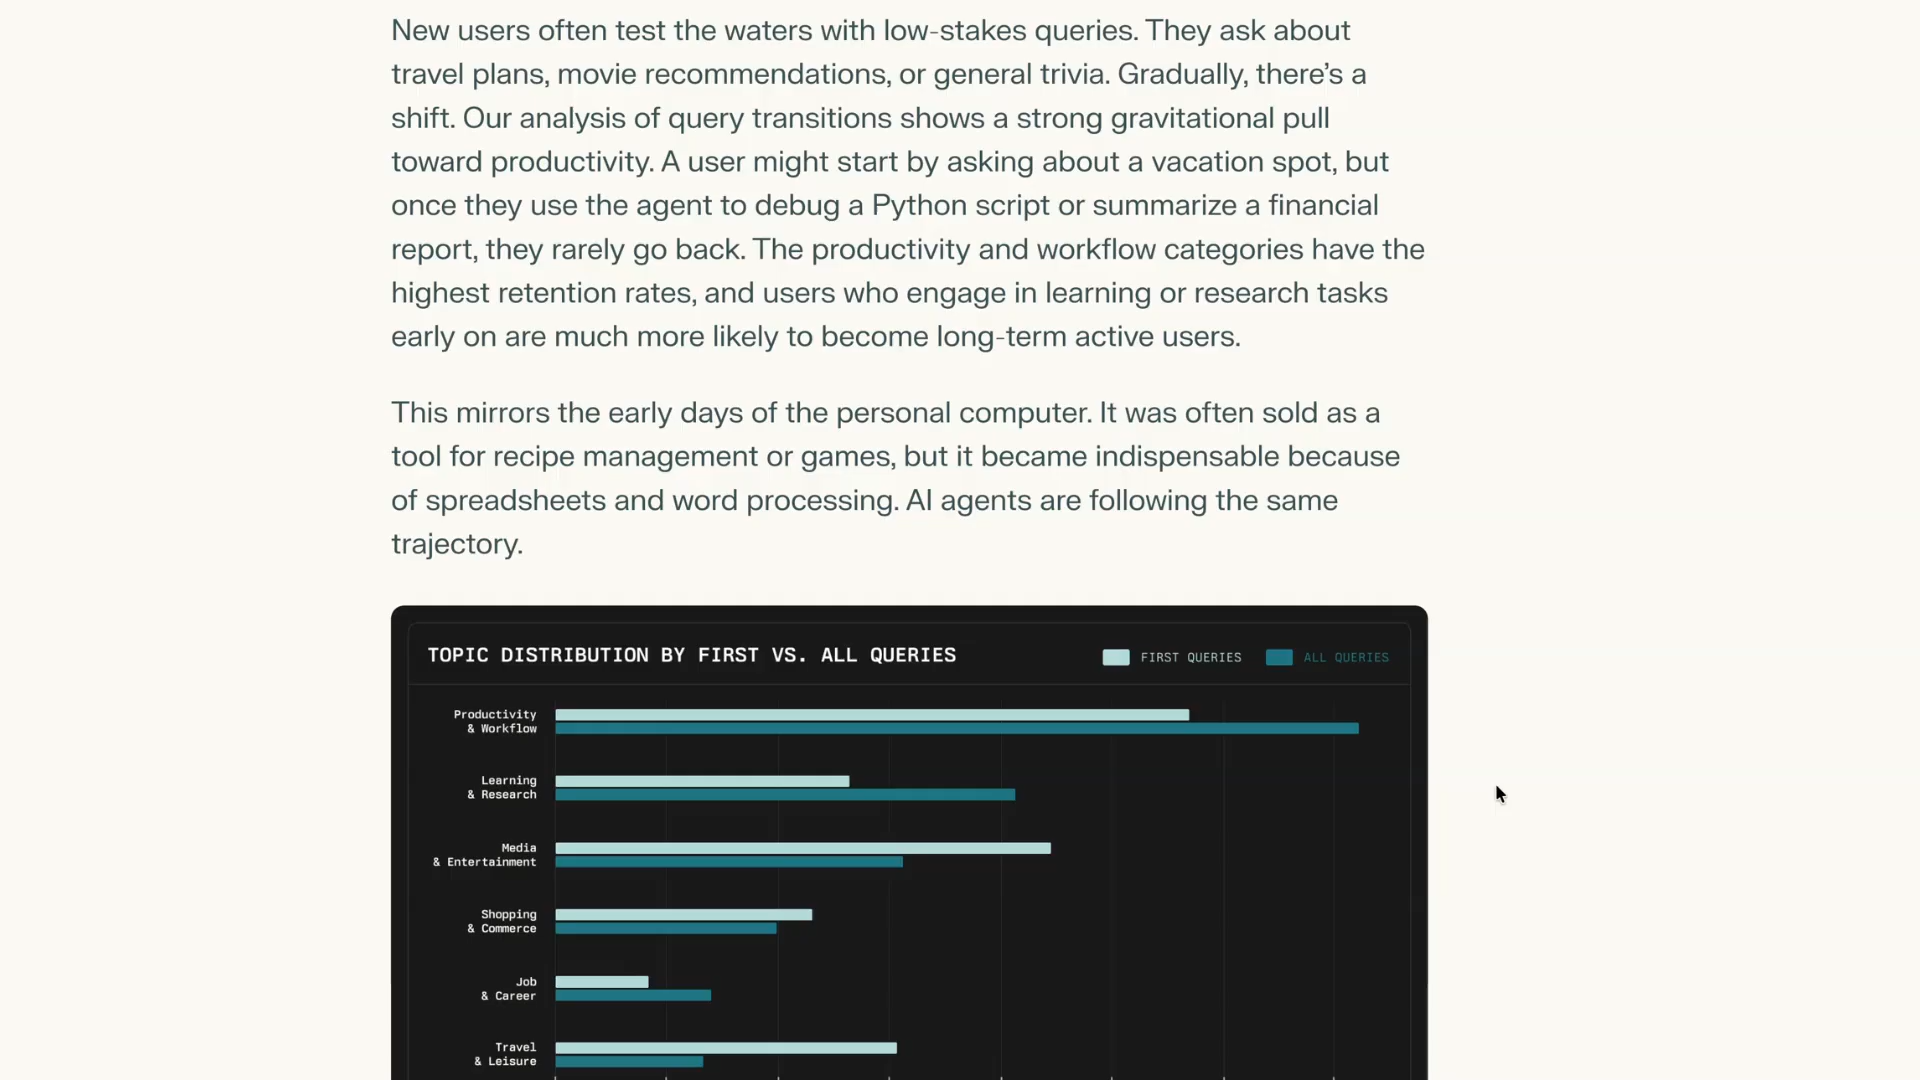 New users often test the waters with low-stakes queries. They ask about
travel plans, movie recommendations, or general trivia. Gradually, there’s a
shift. Our analysis of query transitions shows a strong gravitational pull
toward productivity. A user might start by asking about a vacation spot, but
once they use the agent to debug a Python script or summarize a financial
report, they rarely go back. The productivity and workflow categories have the
highest retention rates, and users who engage in learning or research tasks
early on are much more likely to become long-term active users.
This mirrors the early days of the personal computer. It was often sold as a
tool for recipe management or games, but it became indispensable because
of spreadsheets and word processing. AI agents are following the same
trajectory.
TOPIC DISTRIBUTION BY FIRST VS. ALL QUERIES
FIRST QUERIES
ALL QUERIES
Productivity
& Workflow
Learning
& Research
Media
& Entertainment
Shopping
& Commerce
Job
& Career
Travel
& Leisure